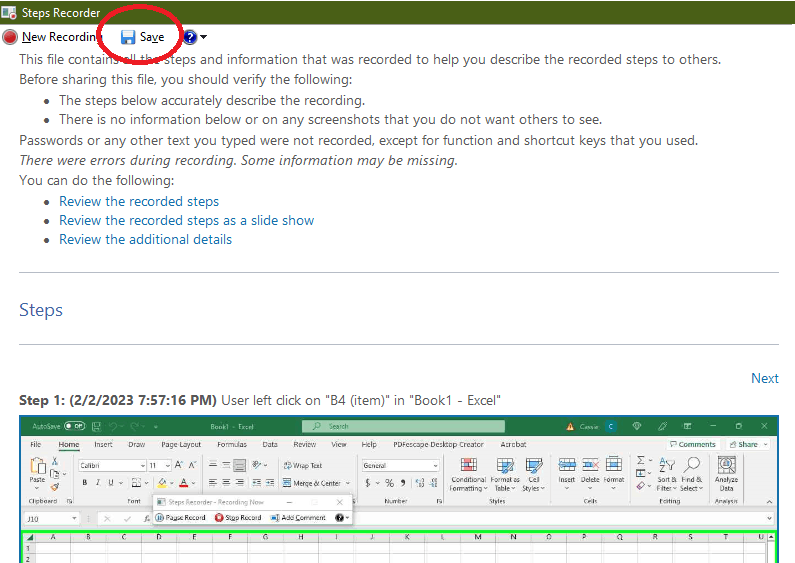 Steps Recorder
New Recording Save
This file contains all the steps and information that was recorded to help you describe the recorded steps to others.
Before sharing this file, you should verify the following:
The steps below accurately describe the recording.
There is no information below or on any screenshots that you do not want others to see.
Passwords or any other text you typed were not recorded, except for function and shortcut keys that you used.
There were errors during recording. Some information may be missing.
You can do the following:
Review the recorded steps
Review the recorded steps as a slide show
Review the additional details
Steps
Next
Step 1: (2/2/2023 7:57:16 PM) User left click on "B4 (item)" in "Book1 - Excel"
AutoSave Off Book1 - Excel Search Cassie C
File Home Insert Draw Page Layout Formulas Data Review View Help PDFescape Desktop Creator Acrobat Comments Share
Paste Calibri 11 A A Wrap Text General Conditional Formatting Format as Table Cell Styles Insert Delete Format Sort & Filter Find & Select Analyze Data
B I U A Merge & Center $ % 9
Clipboard Font Number Styles Cells Editing Analysis
Steps Recorder - Recording Now
Pause Record Stop Record Add Comment
J10 fx
A B C D E F G H I J K L M N O P Q R S T U
1
2